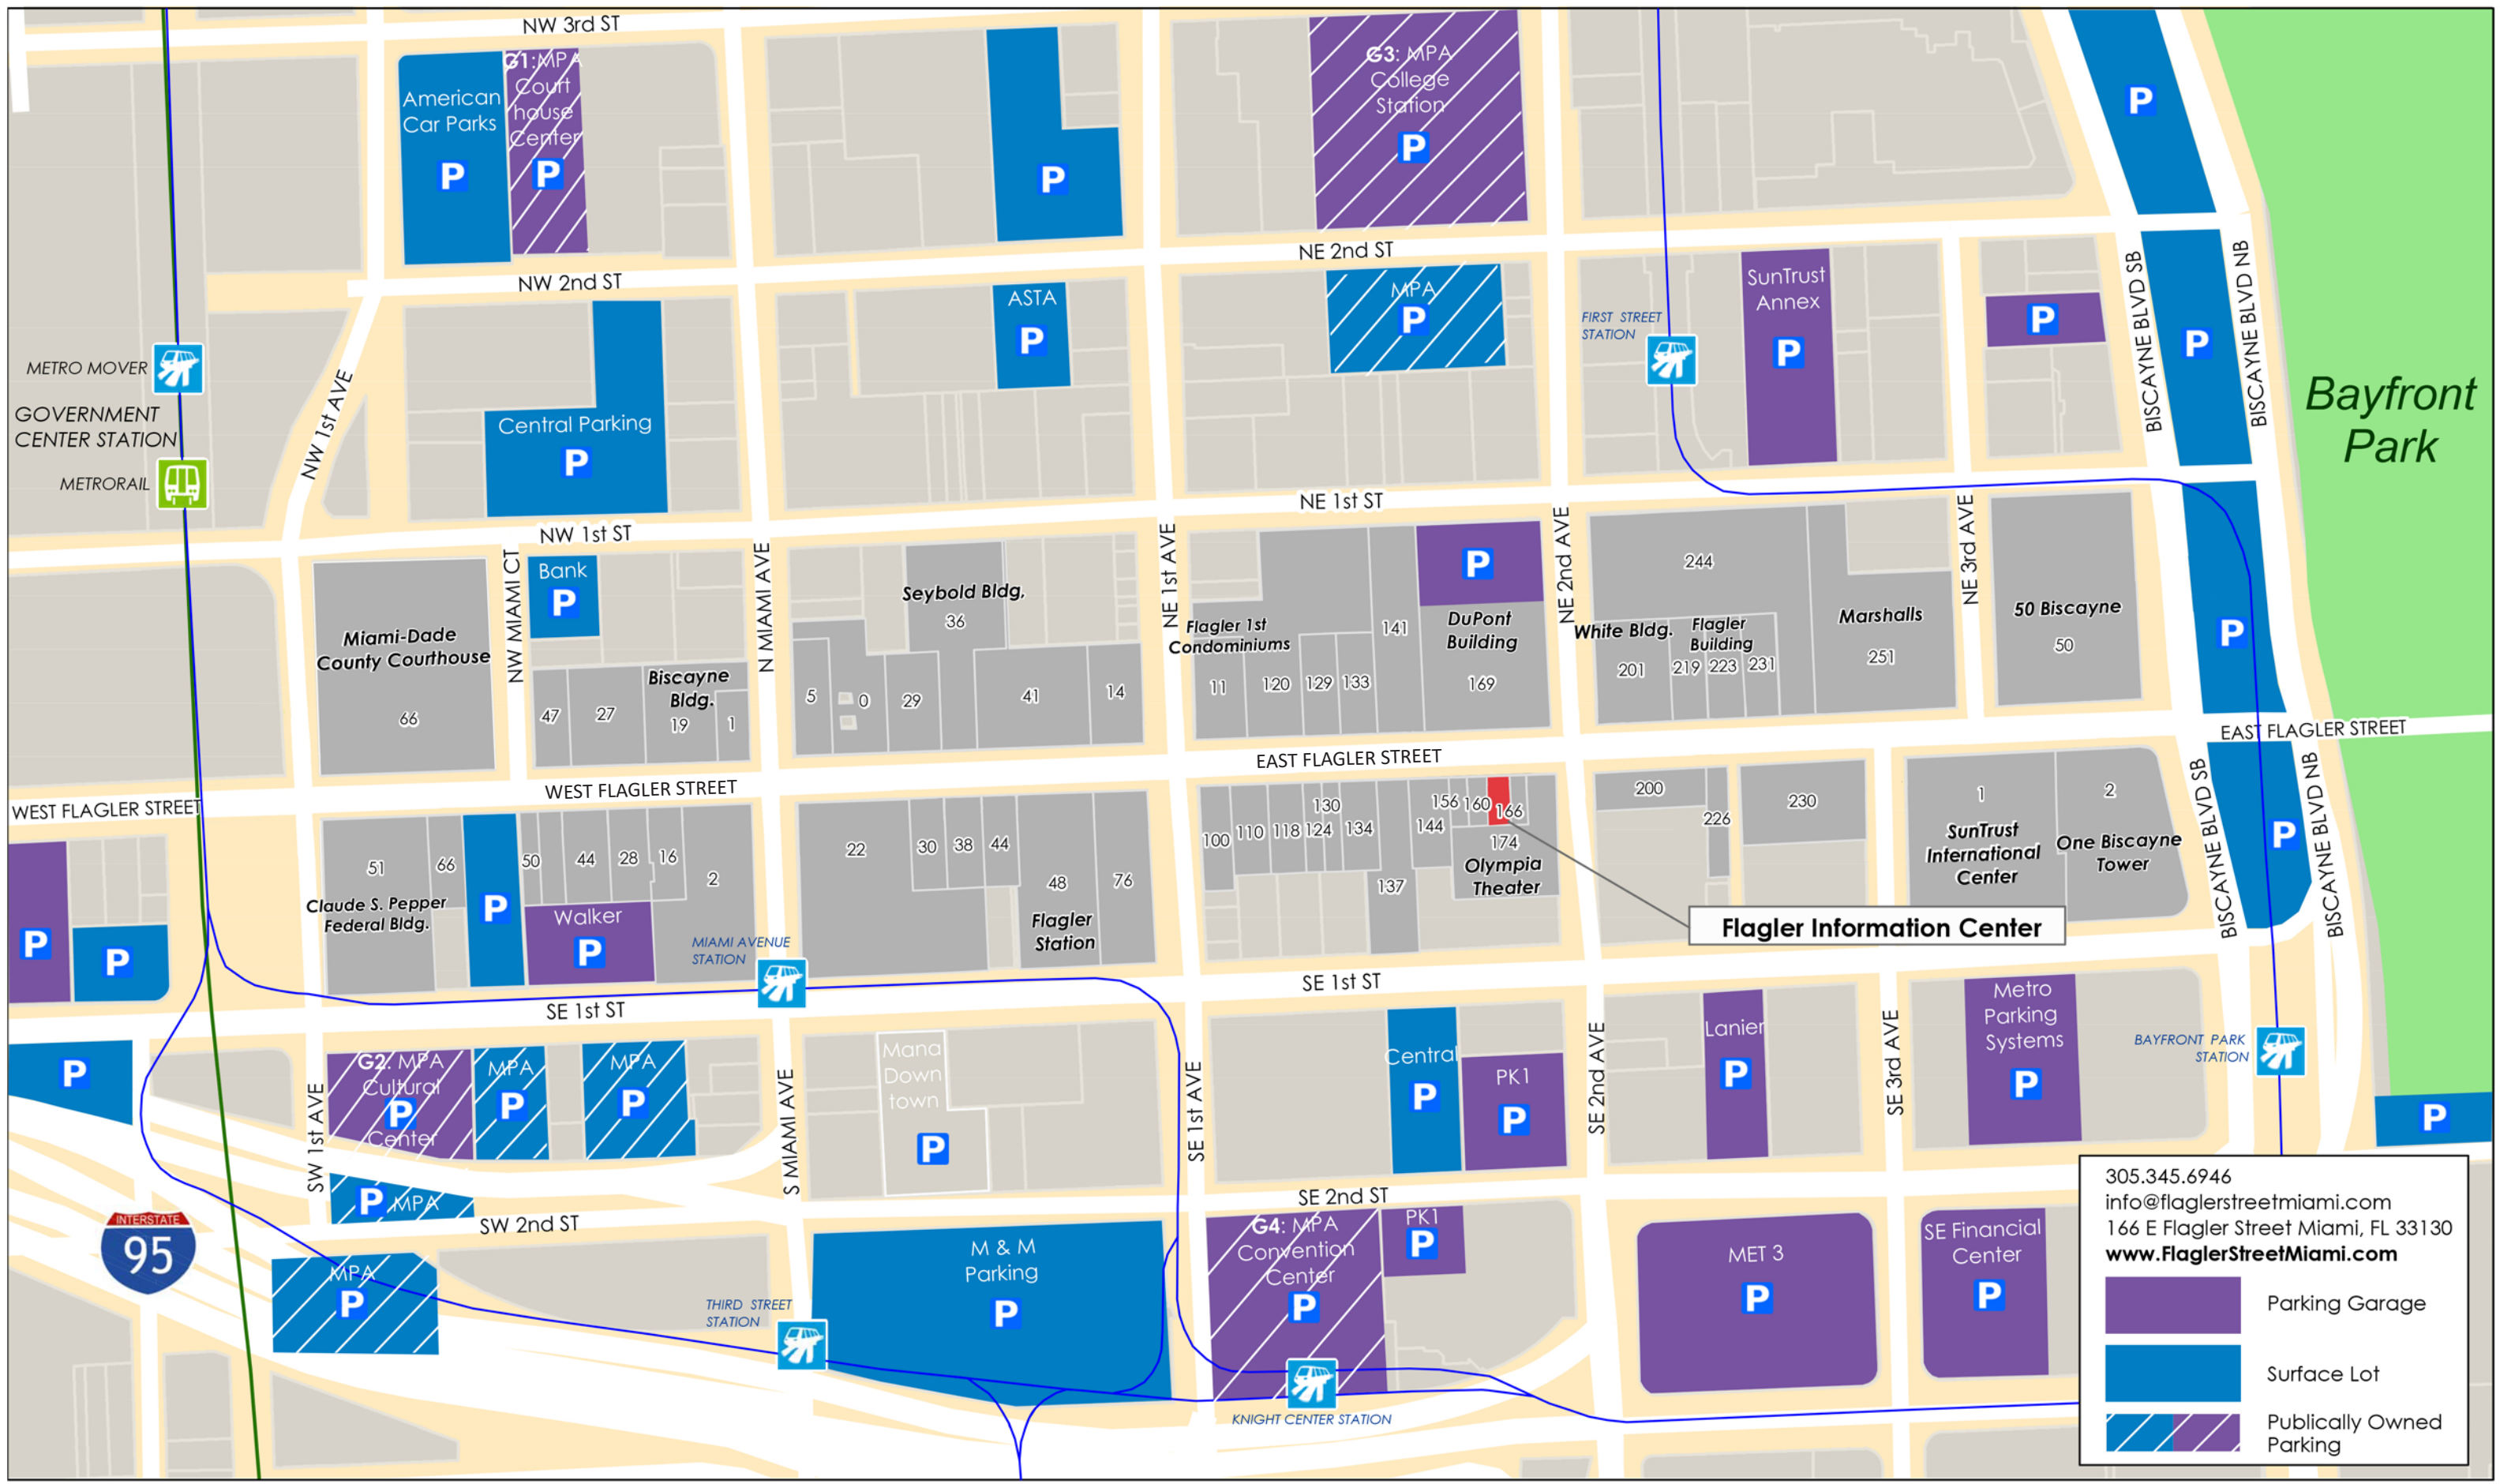 NW 3rd ST
American
Car Parks
P
G1:MPA
Court
house
Center
P
P
G3: MPA
College
Station
P
P
NW 2nd ST
NE 2nd ST
METRO MOVER
GOVERNMENT
CENTER STATION
METRORAIL
NW 1st AVE
Central Parking
P
ASTA
P
MPA
P
FIRST STREET
STATION
SunTrust
Annex
P
P
BISCAYNE BLVD SB
P
BISCAYNE BLVD NB
Bayfront
Park
NW 1st ST
NE 1st ST
Miami-Dade
County Courthouse
66
NW MIAMI CT
Bank
P
47
27
Biscayne
Bldg.
19
1
N MIAMI AVE
Seybold Bldg,
36
5
0
29
41
14
NE 1st AVE
Flagler 1st
Condominiums
11
120
129
133
141
P
DuPont
Building
169
NE 2nd AVE
244
White Bldg.
201
Flagler
Building
219
223
231
Marshalls
251
NE 3rd AVE
50 Biscayne
50
P
WEST FLAGLER STREET
WEST FLAGLER STREET
EAST FLAGLER STREET
EAST FLAGLER STREET
P
P
51
Claude S. Pepper
Federal Bldg.
66
P
50
44
28
16
2
Walker
P
MIAMI AVENUE
STATION
22
30
38
44
48
Flagler
Station
76
100
110
118
124
130
134
137
144
156
160
166
174
Olympia
Theater
Flagler Information Center
200
226
230
1
SunTrust
International
Center
2
One Biscayne
Tower
BISCAYNE BLVD SB
P
BISCAYNE BLVD NB
SE 1st ST
SE 1st ST
P
SW 1st AVE
G2: MPA
Cultural
P
Center
MPA
P
MPA
P
P MPA
S MIAMI AVE
Mana
Down
town
P
SE 1st AVE
Central
P
PK1
P
SE 2nd AVE
Lanier
P
SE 3rd AVE
Metro
Parking
Systems
P
BAYFRONT PARK
STATION
P
INTERSTATE
95
SW 2nd ST
SE 2nd ST
MPA
P
THIRD STREET
STATION
M & M
Parking
P
G4: MPA
Convention
Center
P
PK1
P
KNIGHT CENTER STATION
MET 3
P
SE Financial
Center
P
305.345.6946
info@flaglerstreetmiami.com
166 E Flagler Street Miami, FL 33130
www.FlaglerStreetMiami.com
Parking Garage
Surface Lot
Publically Owned
Parking